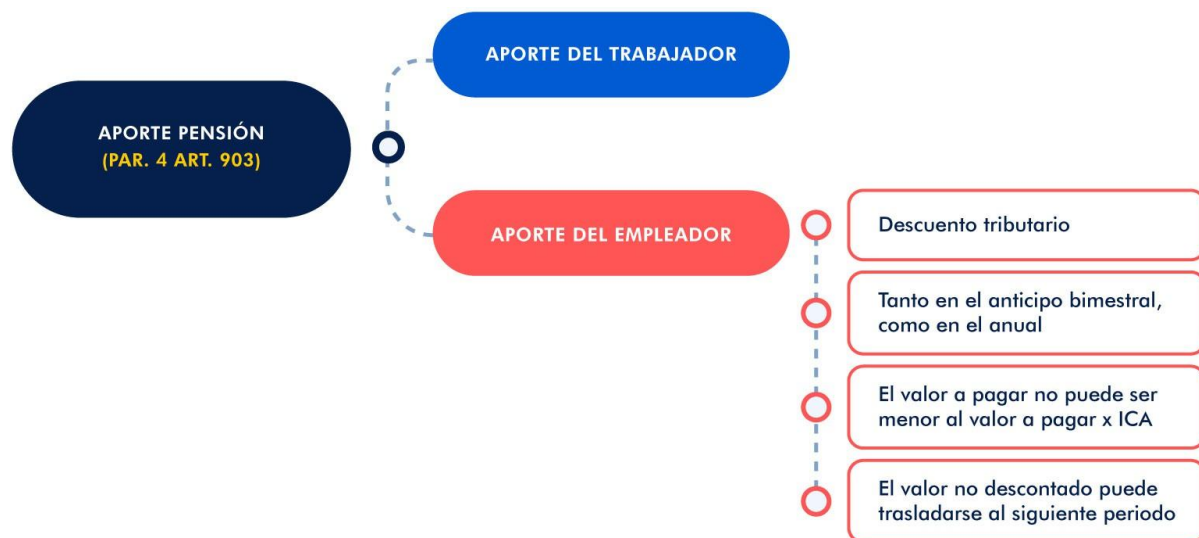 APORTE PENSIÓN
(PAR. 4 ART. 903)
APORTE DEL TRABAJADOR
APORTE DEL EMPLEADOR
Descuento tributario
Tanto en el anticipo bimestral,
como en el anual
El valor a pagar no puede ser
menor al valor a pagar x ICA
El valor no descontado puede
trasladarse al siguiente periodo